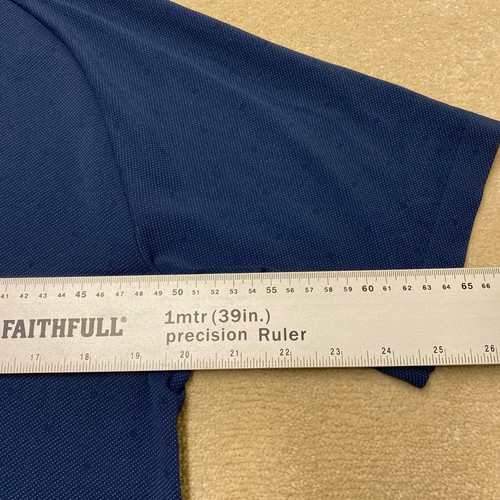 41 42 43 44 45 46 47 48 49 50 51 52 53 54 55 56 57 58 59 60 61 62 63 64 65 66
FAITHFULL® 1mtr (39in.)
precision Ruler
17 18 19 20 21 22 23 24 25 26